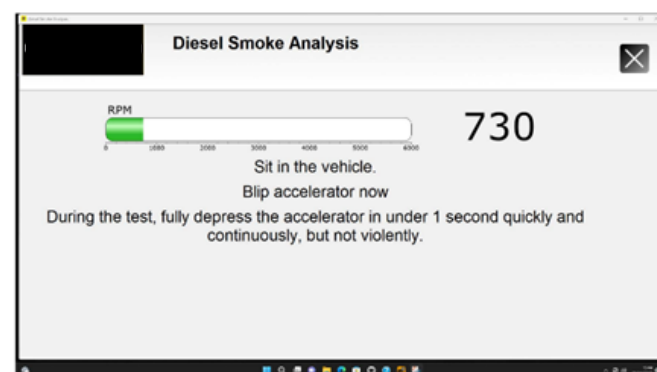 Diesel Smoke Analysis
RPM
730
0 1000 2000 3000 4000 5000 6000
Sit in the vehicle.
Blip accelerator now
During the test, fully depress the accelerator in under 1 second quickly and
continuously, but not violently.